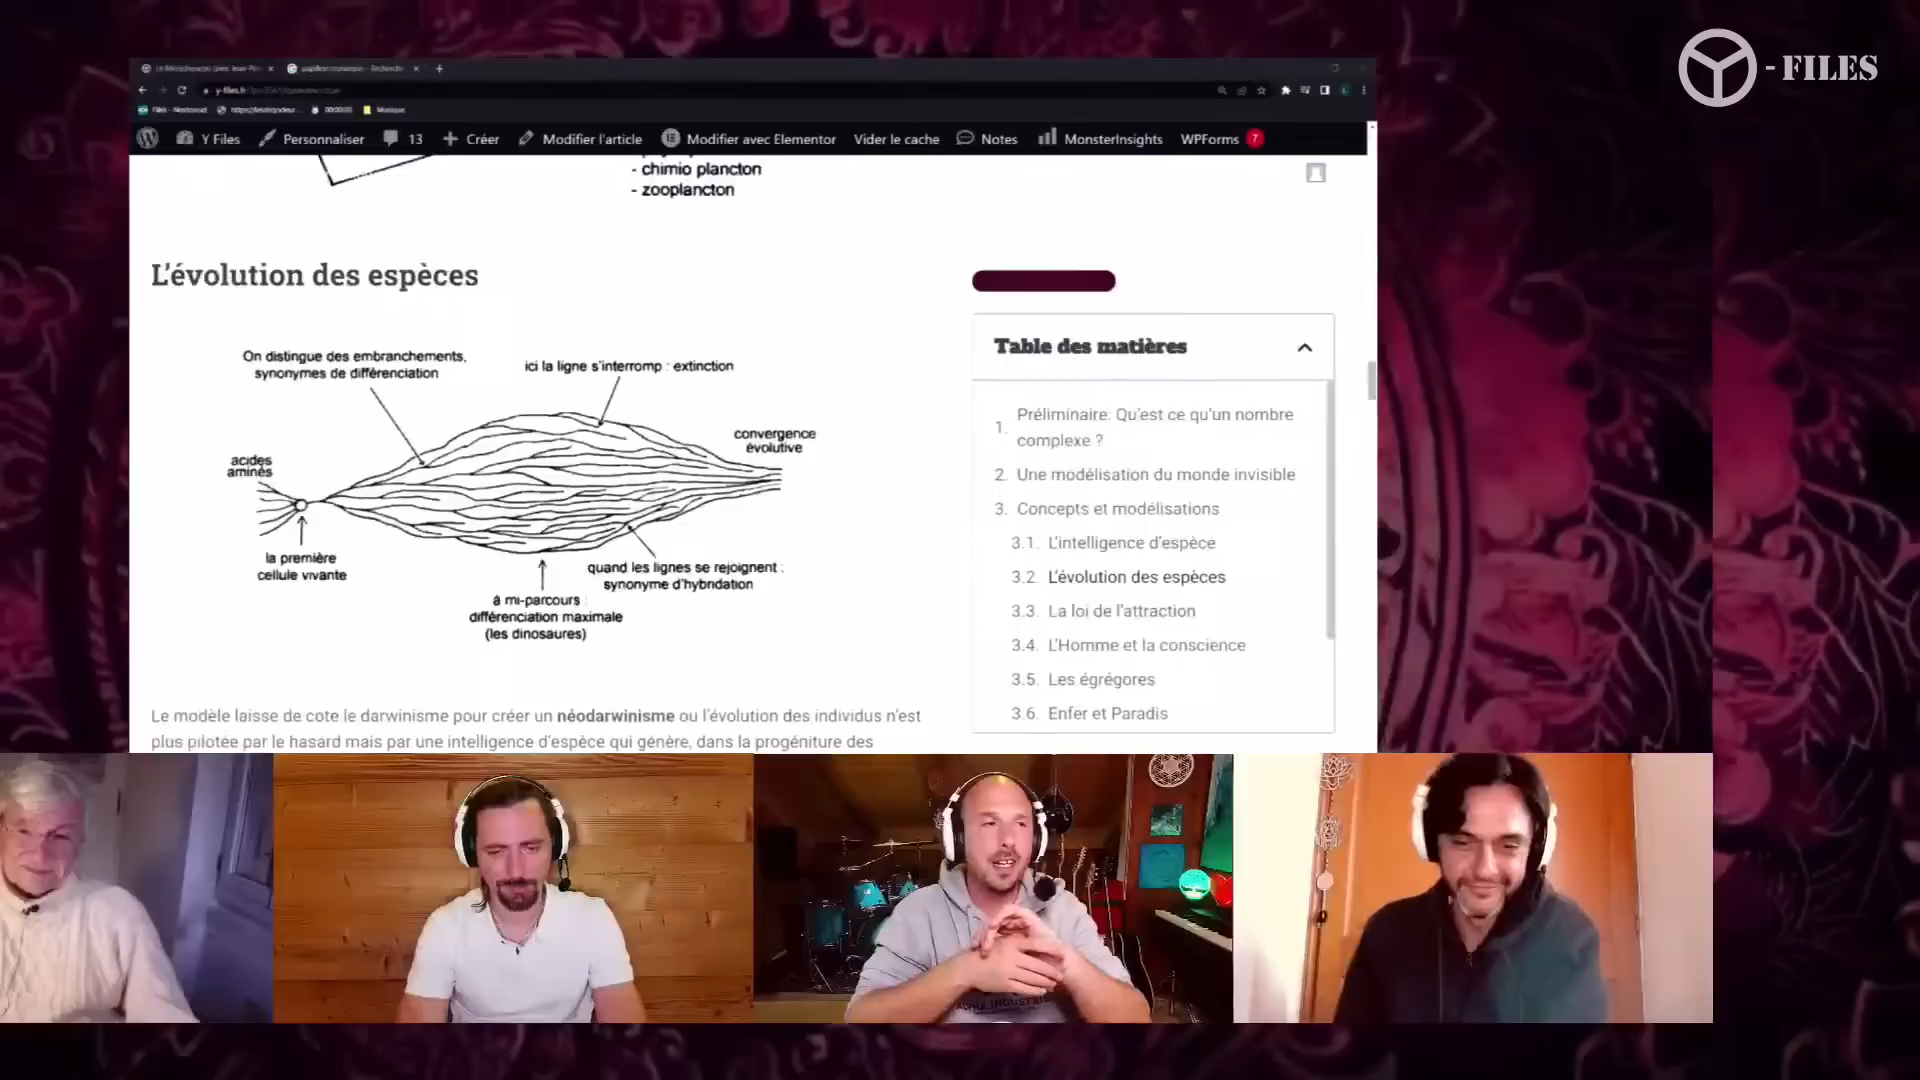 - FILES
y-files.fr
Musique
Y Files
Personnaliser
13
Créer
Modifier l'article
Modifier avec Elementor
Vider le cache
Notes
MonsterInsights
WPForms
7
- chimio plancton
- zooplancton
L'évolution des espèces
On distingue des embranchements,
synonymes de différenciation
ici la ligne s'interromp : extinction
convergence
évolutive
acides
aminés
la première
cellule vivante
quand les lignes se rejoignent :
synonyme d'hybridation
à mi-parcours :
différenciation maximale
(les dinosaures)
Le modèle laisse de cote le darwinisme pour créer un néodarwinisme ou l'évolution des individus n'est
plus pilotée par le hasard mais par une intelligence d'espèce qui génère, dans la progéniture des
Table des matières
1. Préliminaire: Qu'est ce qu'un nombre
complexe ?
2. Une modélisation du monde invisible
3. Concepts et modélisations
3.1. L'intelligence d'espèce
3.2. L'évolution des espèces
3.3. La loi de l'attraction
3.4. L'Homme et la conscience
3.5. Les égrégores
3.6. Enfer et Paradis